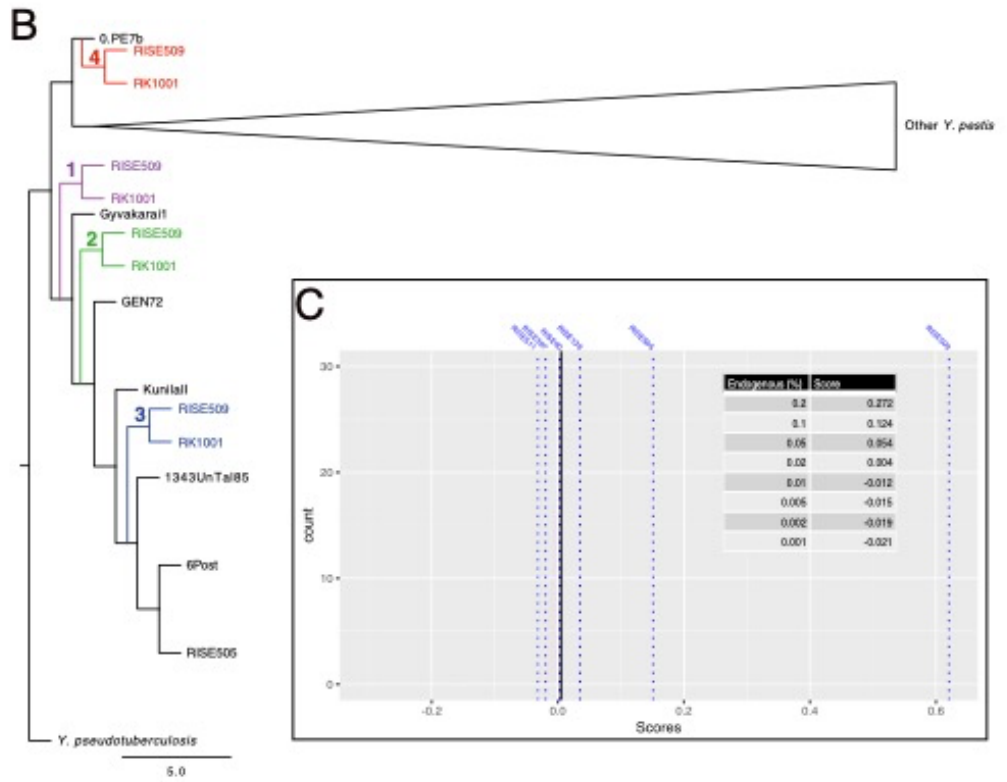 B
0.PE7b
4
RISE509
RK1001
Other Y. pestis
1
RISE509
RK1001
Gyvakarai1
2
RISE509
RK1001
GEN72
KunilaII
3
RISE509
RK1001
1343UnTal85
6Post
RISE505
Y. pseudotuberculosis
5.0
C
30
20
10
0
count
-0.2
0.0
0.2
0.4
0.6
Scores
Endogenous (%) Score
0.2 0.272
0.1 0.124
0.05 0.054
0.02 0.004
0.01 -0.012
0.005 -0.015
0.002 -0.019
0.001 -0.021